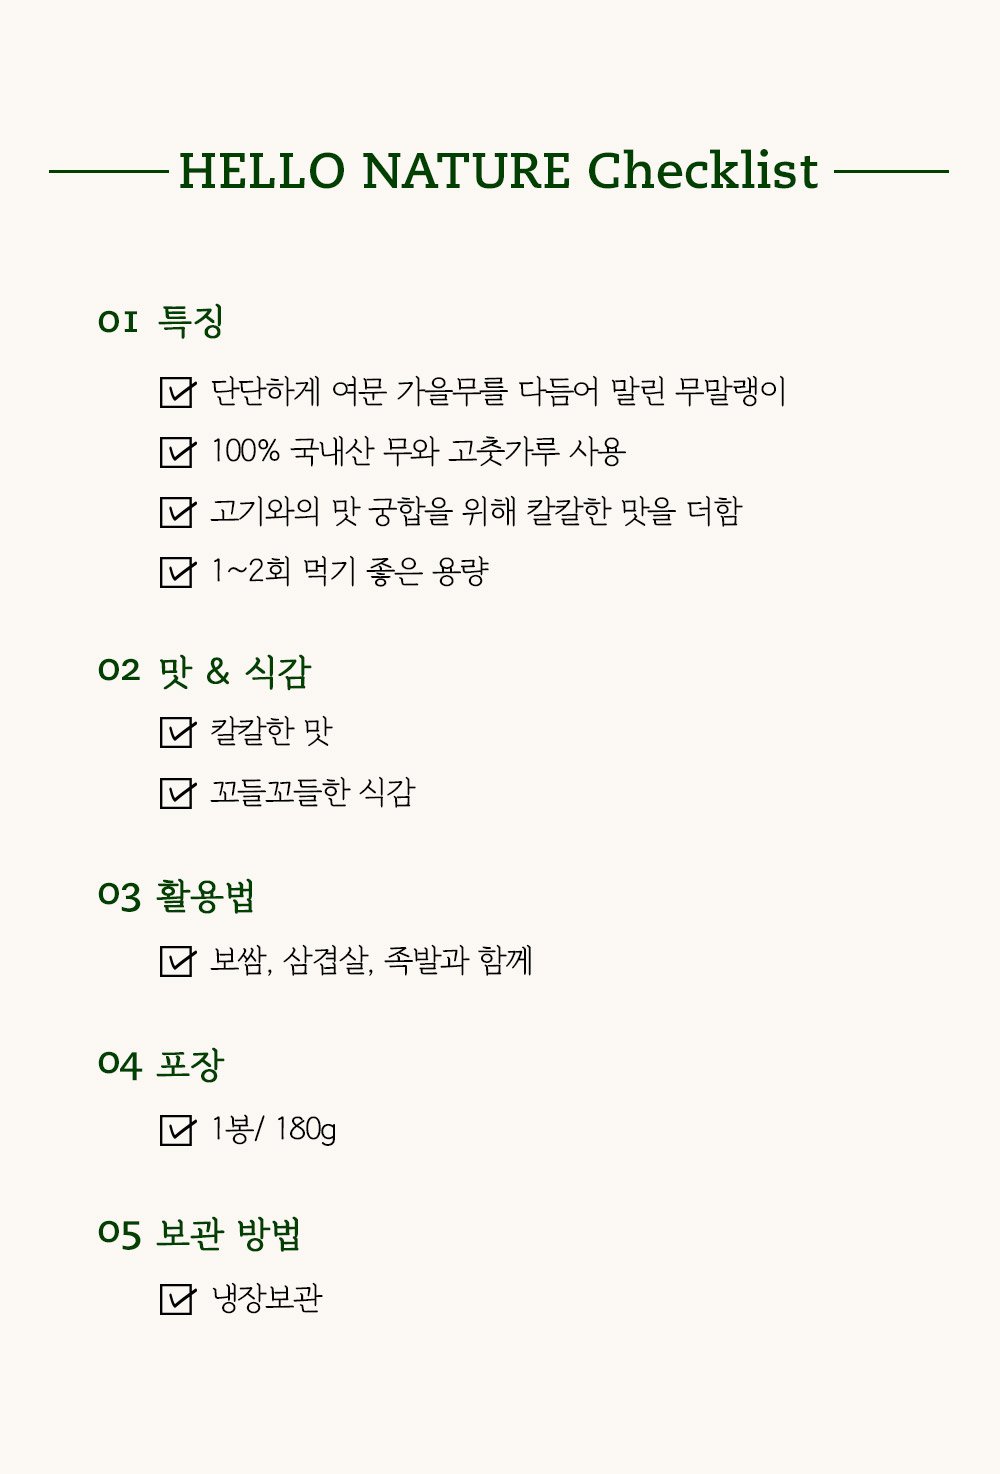 HELLO NATURE Checklist
01 특징
단단하게 여문 가을무를 다듬어 말린 무말랭이
100% 국내산 무와 고춧가루 사용
고기와의 맛 궁합을 위해 칼칼한 맛을 더함
1~2회 먹기 좋은 용량
02 맛 & 식감
칼칼한 맛
꼬들꼬들한 식감
03 활용법
보쌈, 삼겹살, 족발과 함께
04 포장
1봉/ 180g
05 보관 방법
냉장보관